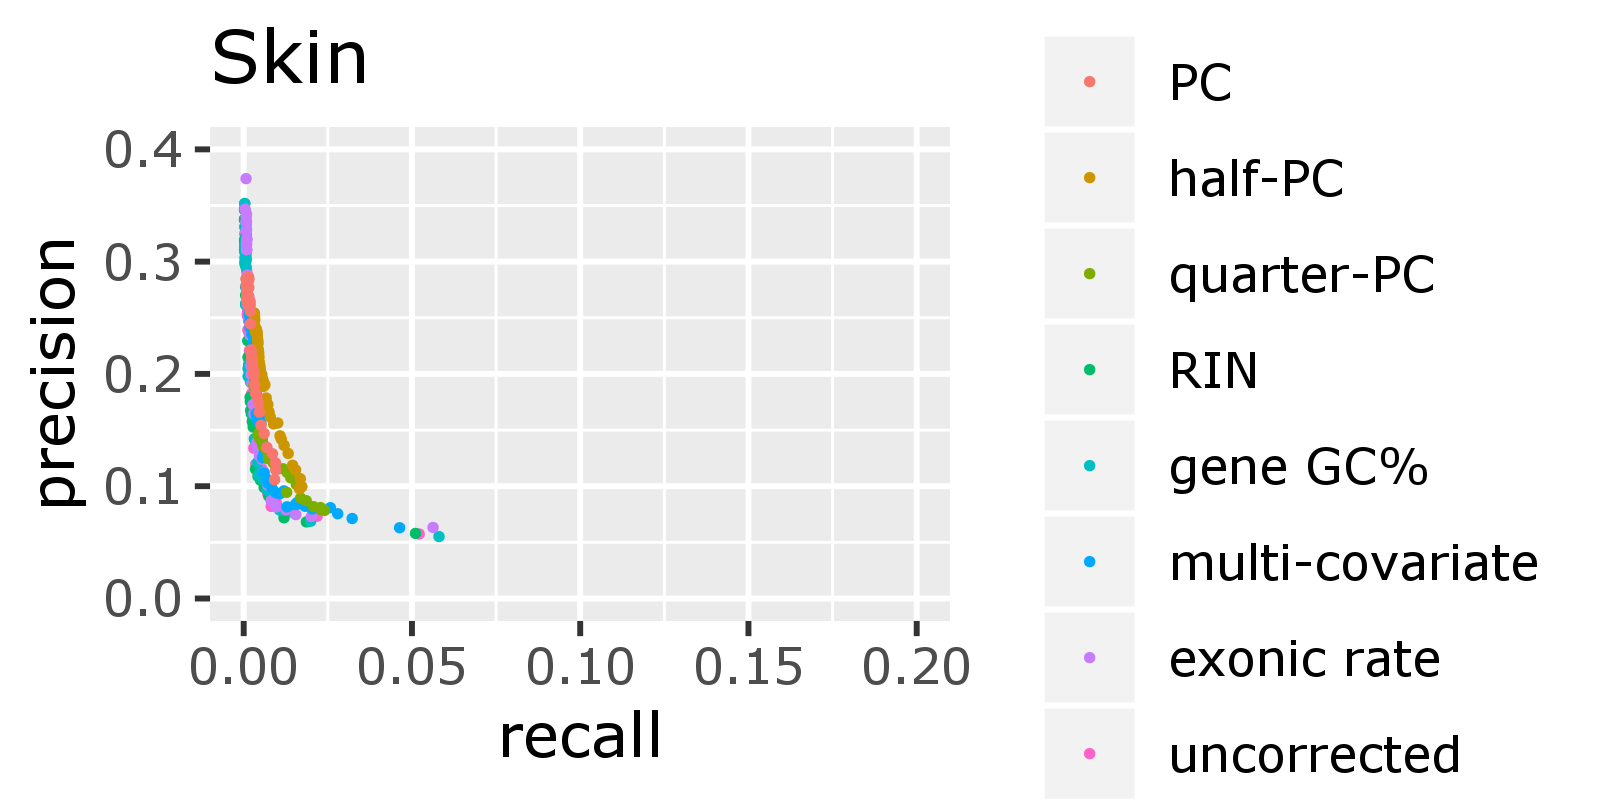 Skin
precision
0.4
0.3
0.2
0.1
0.0
0.00 0.05 0.10 0.15 0.20
recall
PC
half-PC
quarter-PC
RIN
gene GC%
multi-covariate
exonic rate
uncorrected